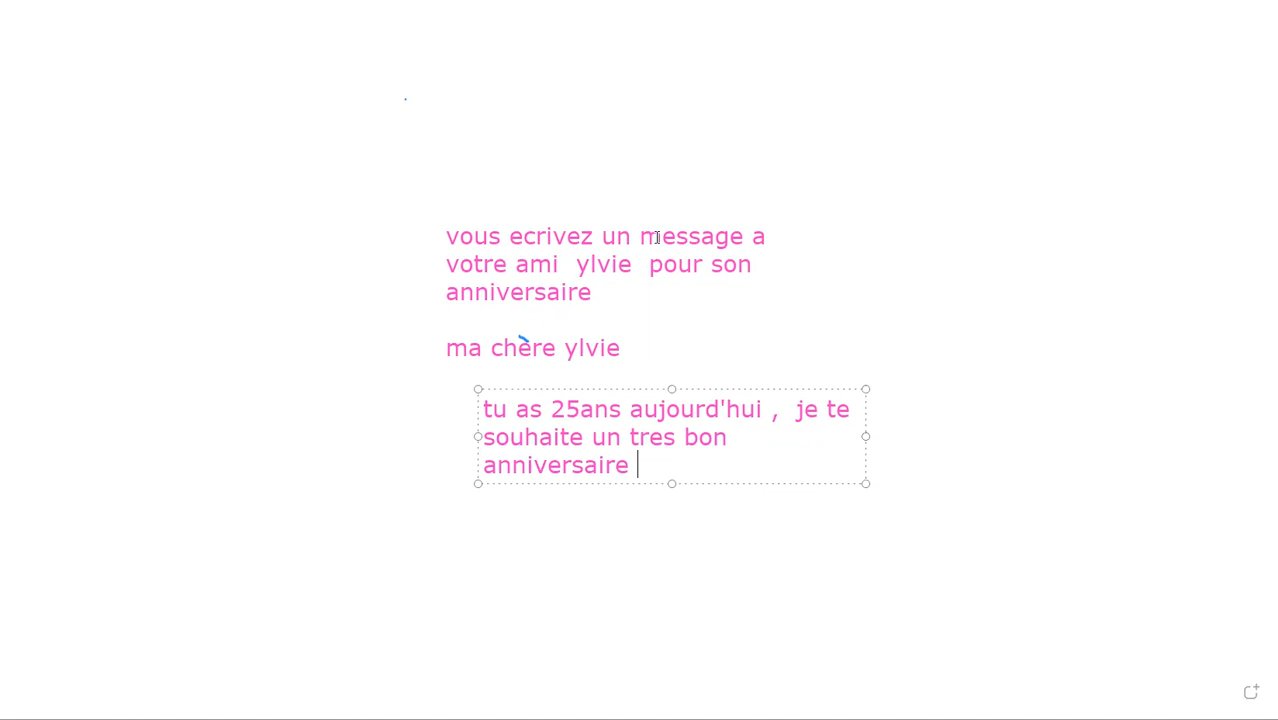 vous ecrivez un message a
votre ami ylvie pour son
anniversaire
ma chère ylvie
tu as 25ans aujourd'hui , je te
souhaite un tres bon
anniversaire